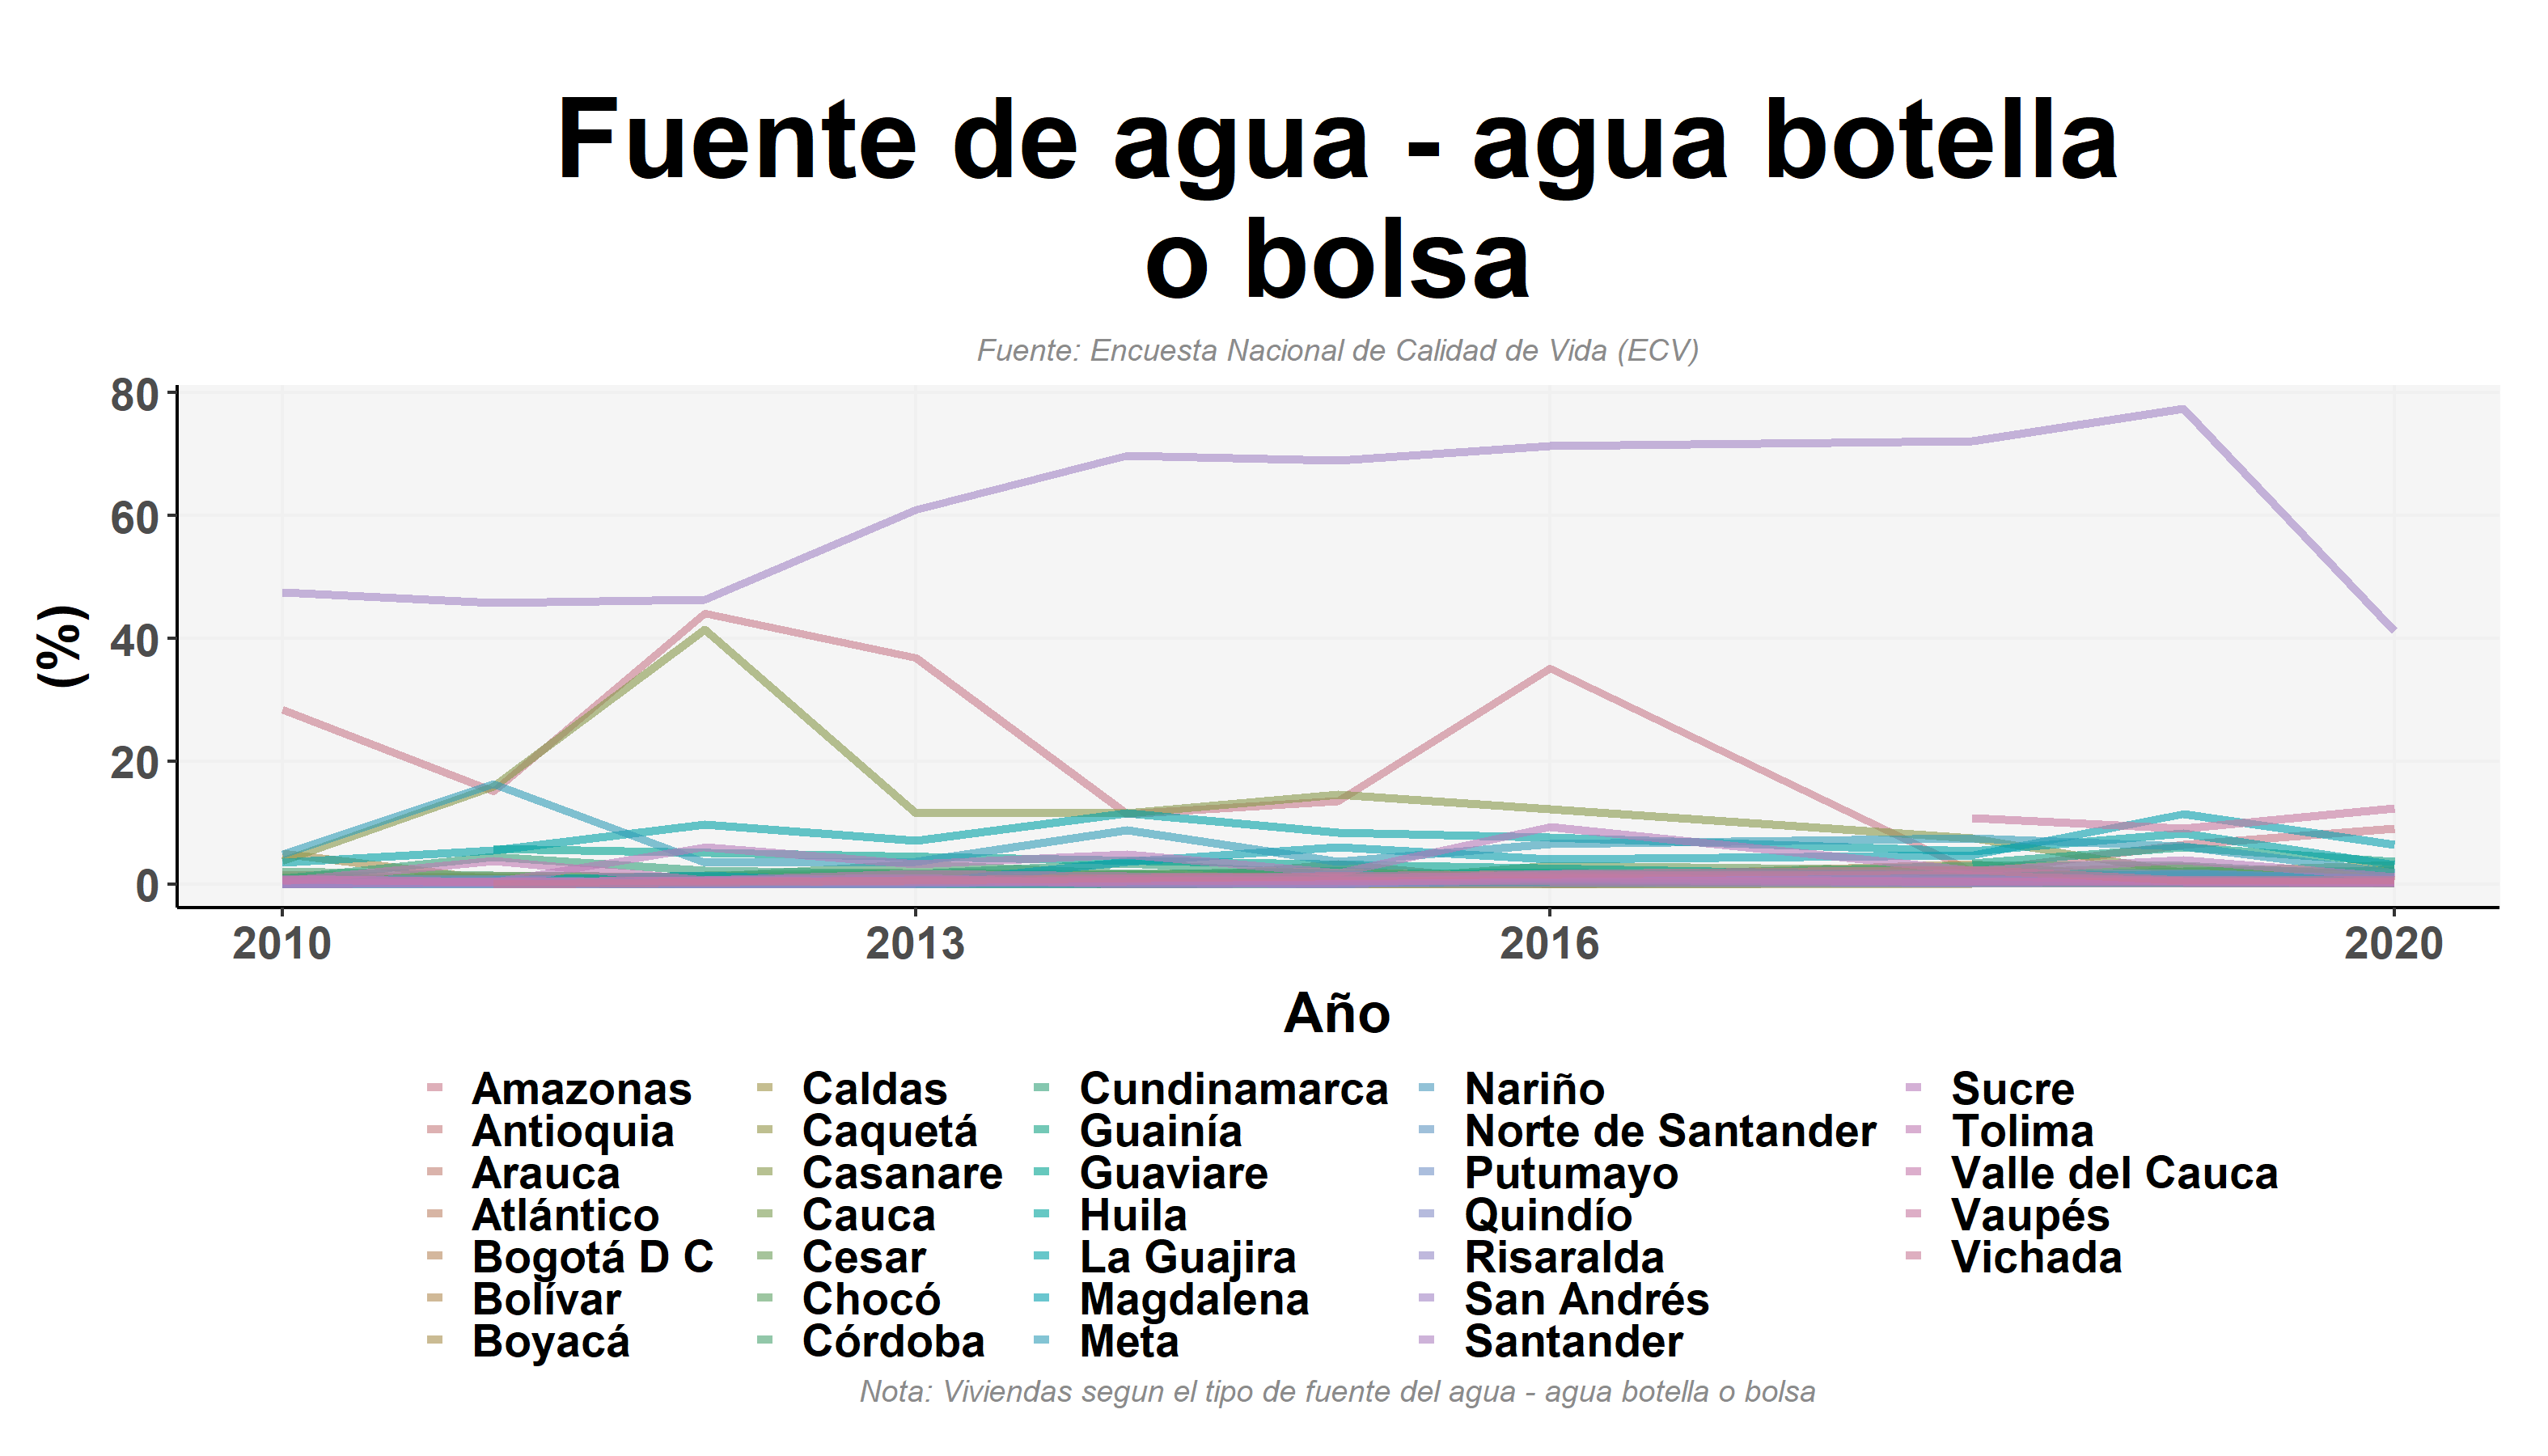 Fuente de agua - agua botella
o bolsa
Fuente: Encuesta Nacional de Calidad de Vida (ECV)
80
60
40
20
0
(%)
2010 2013 2016 2020
Año
Amazonas Caldas Cundinamarca Nariño Sucre
Antioquia Caquetá Guainía Norte de Santander Tolima
Arauca Casanare Guaviare Putumayo Valle del Cauca
Atlántico Cauca Huila Quindío Vaupés
Bogotá D C Cesar La Guajira Risaralda Vichada
Bolívar Chocó Magdalena San Andrés
Boyacá Córdoba Meta Santander
Nota: Viviendas segun el tipo de fuente del agua - agua botella o bolsa